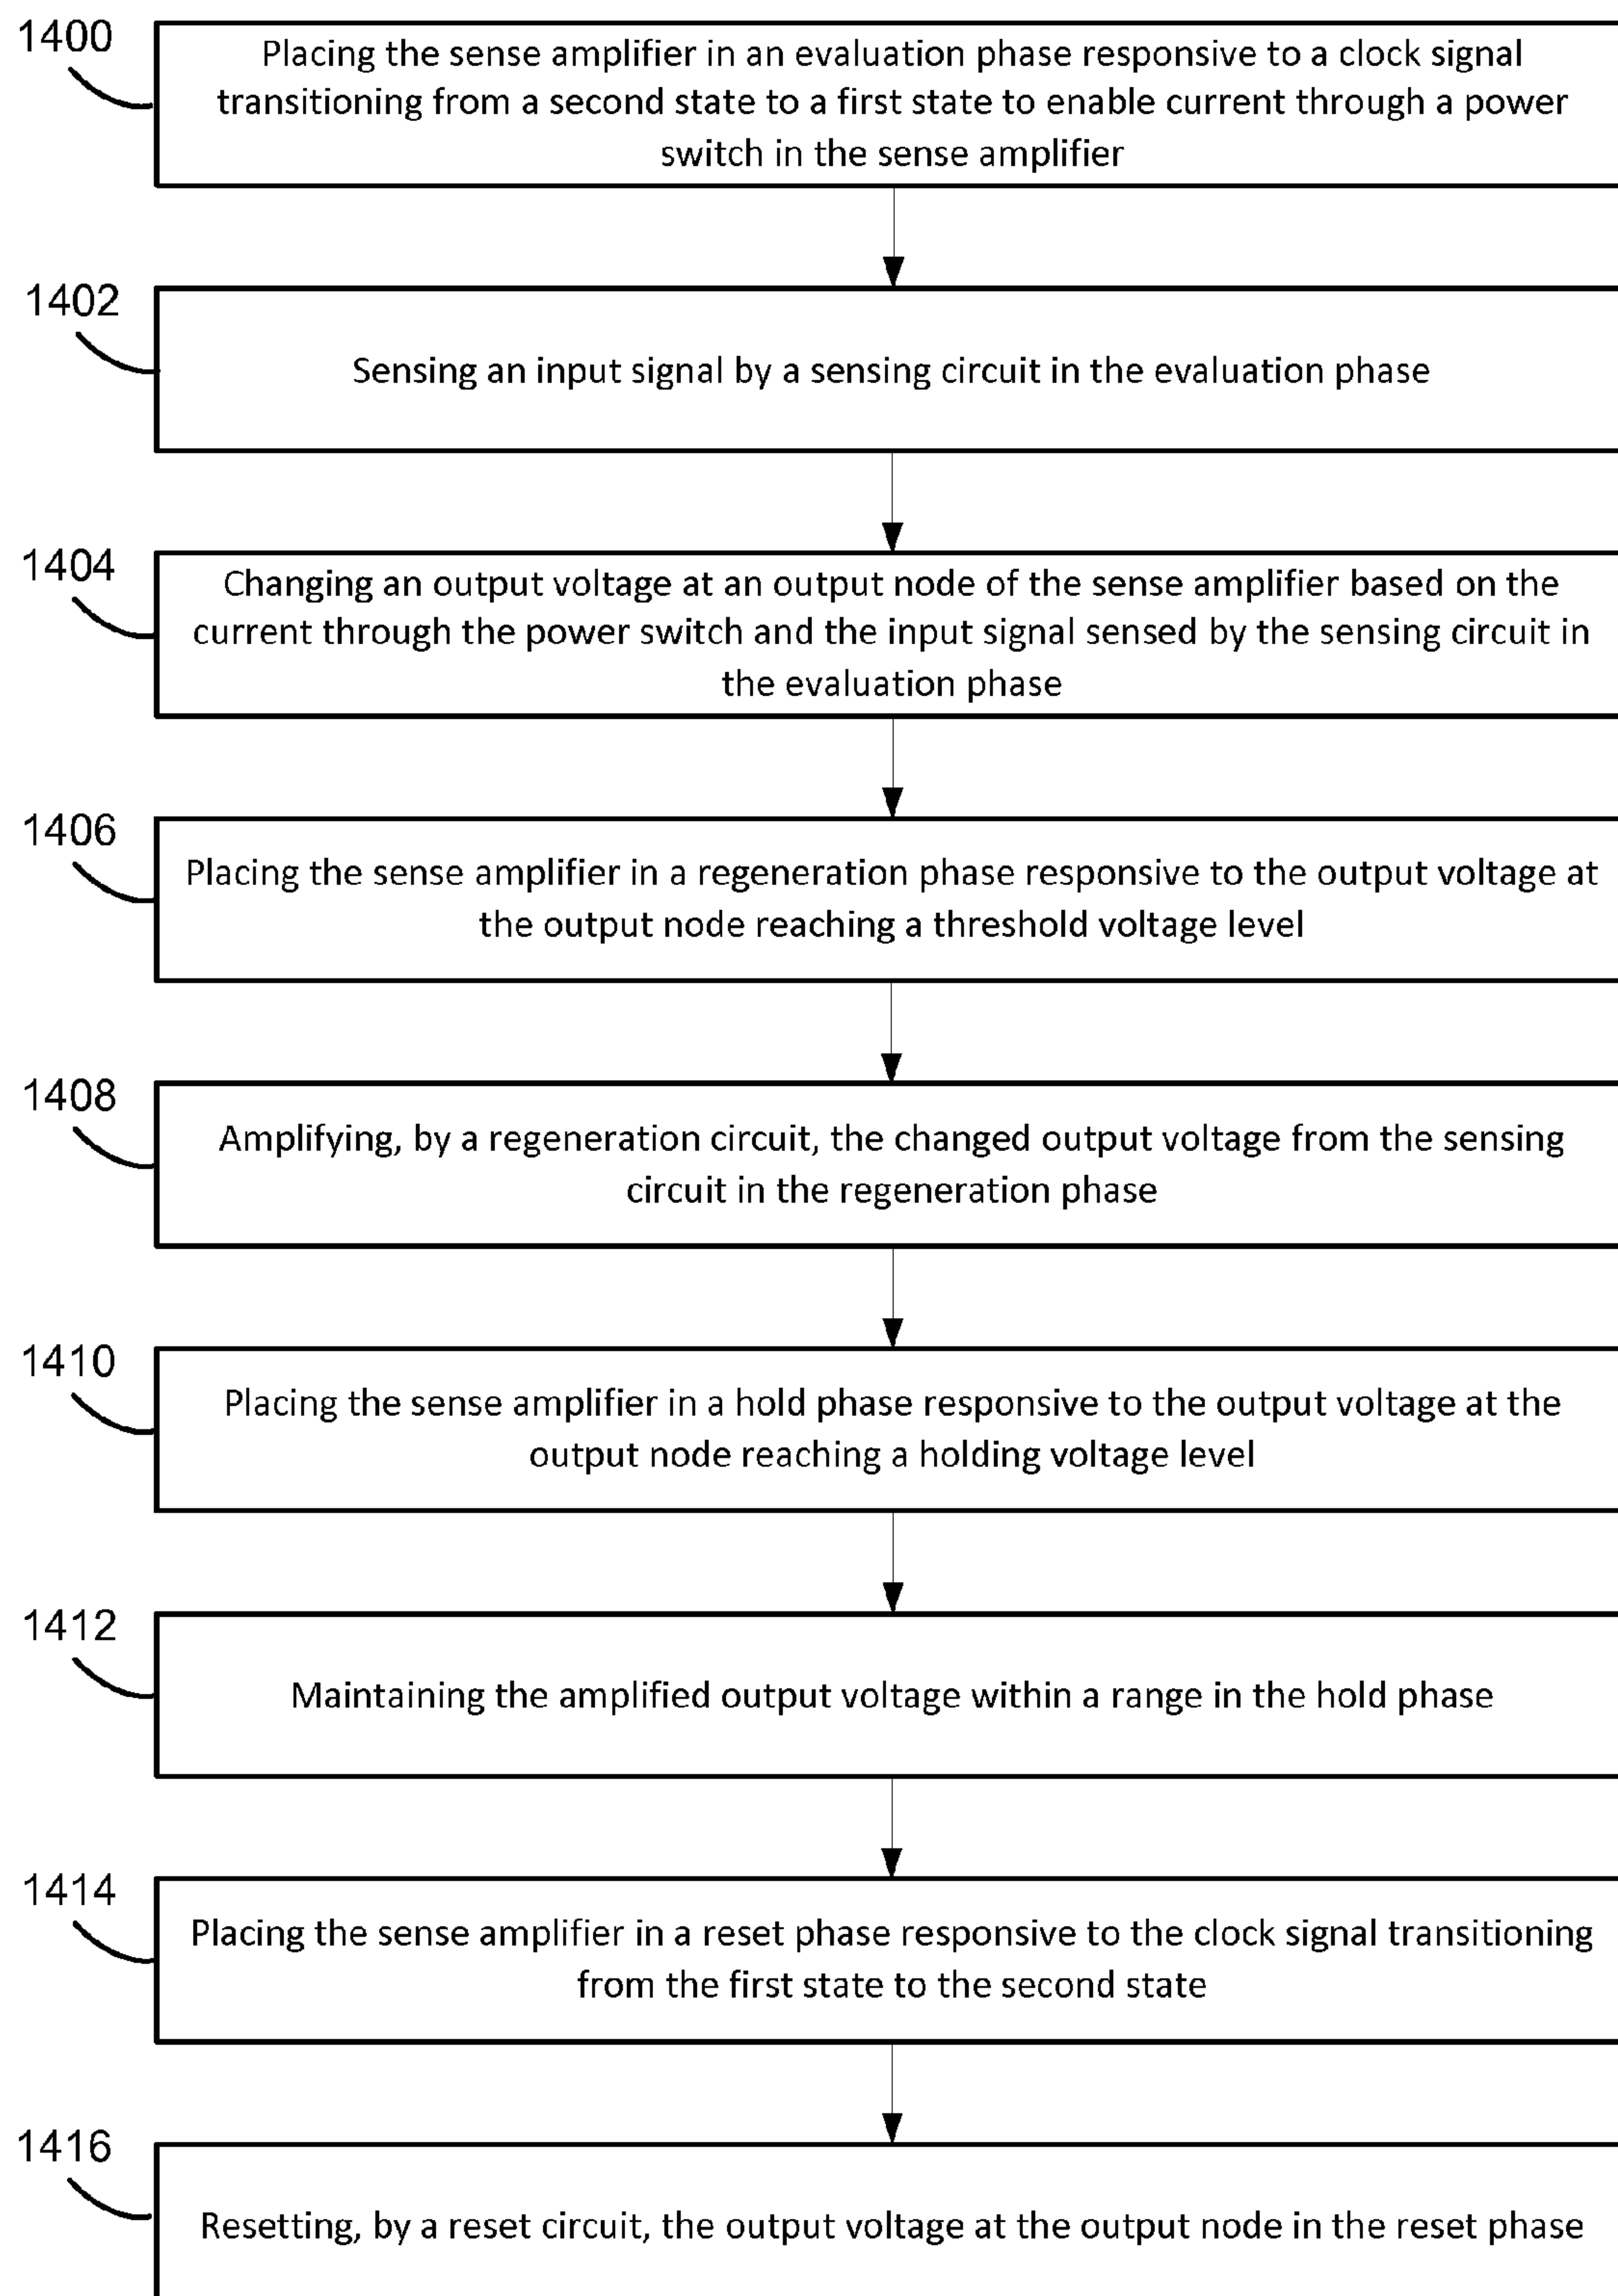 1400
Placing the sense amplifier in an evaluation phase responsive to a clock signal
transitioning from a second state to a first state to enable current through a power
switch in the sense amplifier
1402
Sensing an input signal by a sensing circuit in the evaluation phase
1404
Changing an output voltage at an output node of the sense amplifier based on the
current through the power switch and the input signal sensed by the sensing circuit in
the evaluation phase
1406
Placing the sense amplifier in a regeneration phase responsive to the output voltage at
the output node reaching a threshold voltage level
1408
Amplifying, by a regeneration circuit, the changed output voltage from the sensing
circuit in the regeneration phase
1410
Placing the sense amplifier in a hold phase responsive to the output voltage at the
output node reaching a holding voltage level
1412
Maintaining the amplified output voltage within a range in the hold phase
1414
Placing the sense amplifier in a reset phase responsive to the clock signal transitioning
from the first state to the second state
1416
Resetting, by a reset circuit, the output voltage at the output node in the reset phase